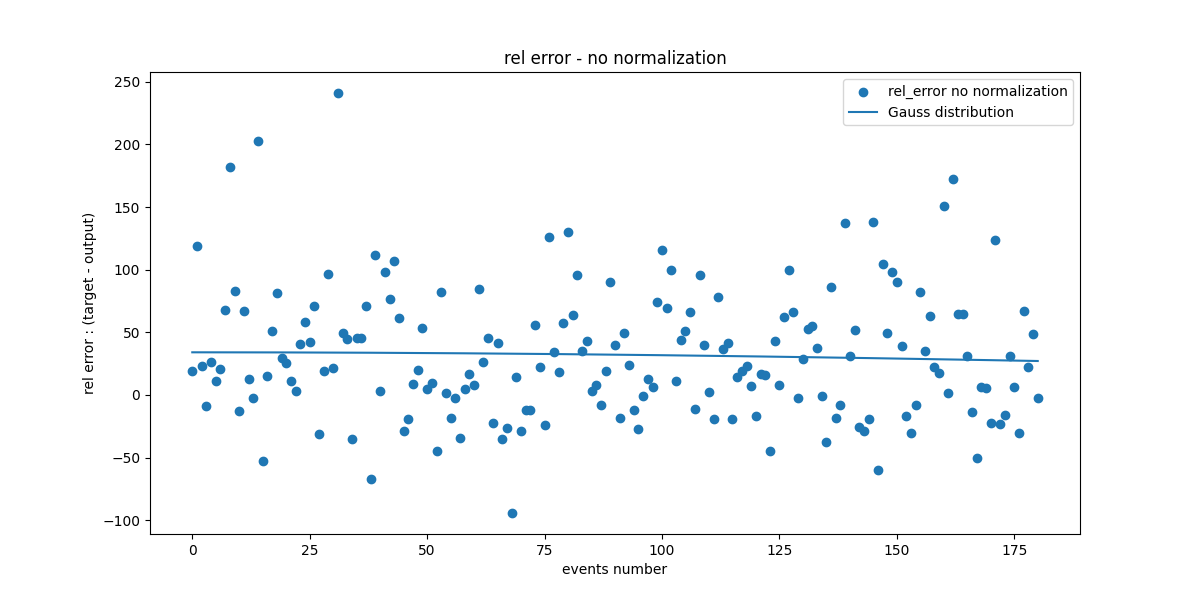 rel error - no normalization
rel_error no normalization
Gauss distribution
rel error : (target - output)
250
200
150
100
50
0
−50
−100
0 25 50 75 100 125 150 175
events number